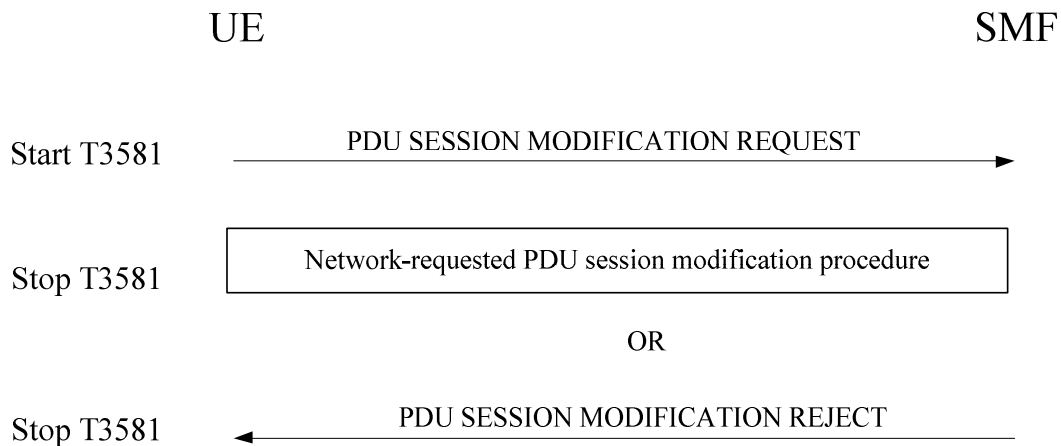 UE SMF
Start T3581 PDU SESSION MODIFICATION REQUEST
Stop T3581 Network-requested PDU session modification procedure
OR
Stop T3581 PDU SESSION MODIFICATION REJECT